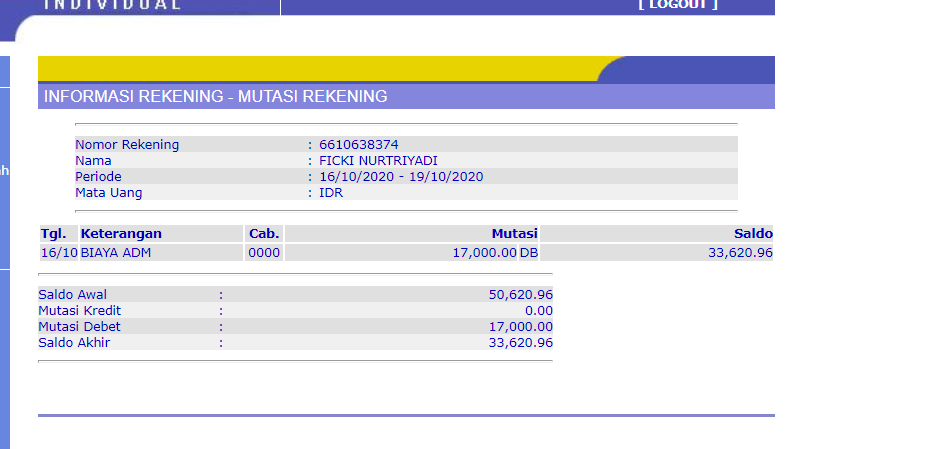 INDIVIDUAL
[ LOGOUT ]
INFORMASI REKENING - MUTASI REKENING
Nomor Rekening : 6610638374
Nama : FICKI NURTRIYADI
Periode : 16/10/2020 - 19/10/2020
Mata Uang : IDR
Tgl. Keterangan Cab. Mutasi Saldo
16/10 BIAYA ADM 0000 17,000.00 DB 33,620.96
Saldo Awal : 50,620.96
Mutasi Kredit : 0.00
Mutasi Debet : 17,000.00
Saldo Akhir : 33,620.96